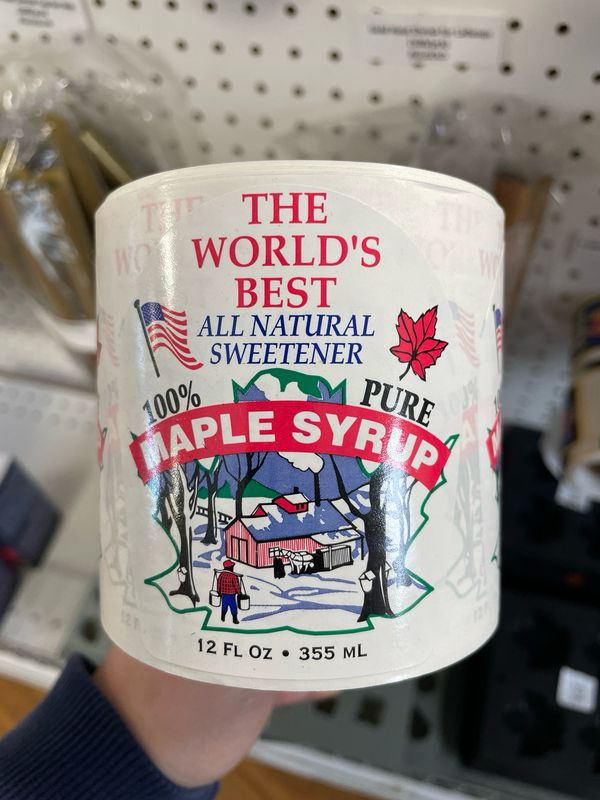 THE
WORLD'S
BEST
ALL NATURAL
SWEETENER
100% PURE
MAPLE SYRUP
12 FL OZ • 355 ML